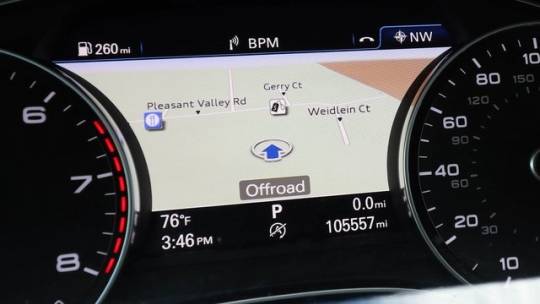 260 mi
BPM
NW
Gerry Ct
Pleasant Valley Rd
Weidlein Ct
Offroad
76°F
P
0.0 mi
3:46 PM
105557 mi
6
7
8
100
80
60
40
20
10
150